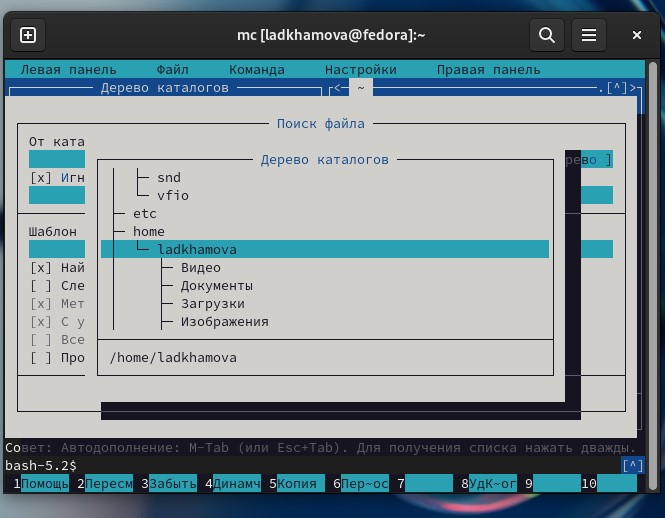 mc [ladkhamova@fedora]:~
Левая панель Файл Команда Настройки Правая панель
Дерево каталогов <─ ~ .[^]>
Поиск файла
От ката
рево ]
[x] Игн
Шаблон
[x] Най
[ ] Сле
[x] Мет
[x] С у
[ ] Все
[ ] Про
Дерево каталогов
snd
vfio
etc
home
ladkhamova
Видео
Документы
Загрузки
Изображения
/home/ladkhamova
Совет: Автодополнение: M-Tab (или Esc+Tab). Для получения списка нажать дважды.
bash-5.2$ [^]
1Помощь 2Пересм 3Забыть 4Динамч 5Копия 6Пер~ос 7 8УдК~ог 9 10